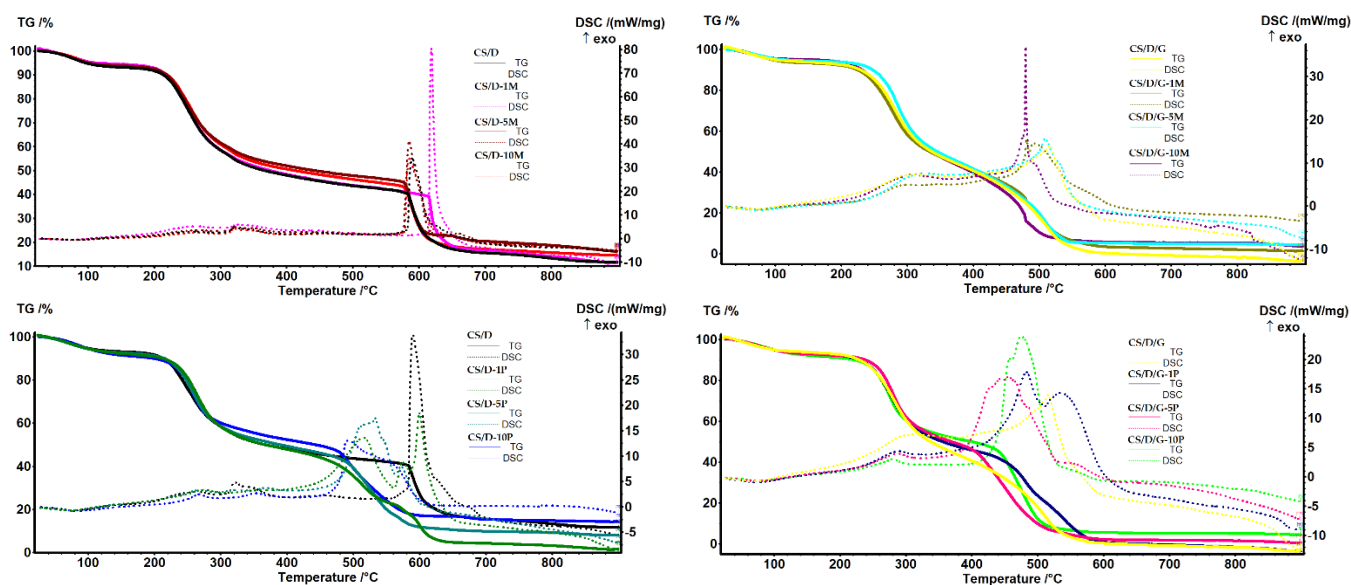 TG /%
DSC /(mW/mg)
↑ exo
100
90
80
70
60
50
40
30
20
10
80
60
40
20
0
-10
CS/D
TG
DSC
CS/D-1M
TG
DSC
CS/D-5M
TG
DSC
CS/D-10M
TG
DSC
100 200 300 400 500 600 700 800
Temperature /°C
TG /%
DSC /(mW/mg)
↑ exo
100
80
60
40
20
0
30
20
10
0
-10
CS/D/G
TG
DSC
CS/D/G-1M
TG
DSC
CS/D/G-5M
TG
DSC
CS/D/G-10M
TG
DSC
100 200 300 400 500 600 700 800
Temperature /°C
TG /%
DSC /(mW/mg)
↑ exo
100
80
60
40
20
0
30
25
20
15
10
5
0
-5
CS/D
TG
DSC
CS/D-1P
TG
DSC
CS/D-5P
TG
DSC
CS/D-10P
TG
DSC
100 200 300 400 500 600 700 800
Temperature /°C
TG /%
DSC /(mW/mg)
↑ exo
100
80
60
40
20
0
20
15
10
5
0
-5
-10
CS/D/G
TG
DSC
CS/D/G-1P
TG
DSC
CS/D/G-5P
TG
DSC
CS/D/G-10P
TG
DSC
100 200 300 400 500 600 700 800
Temperature /°C